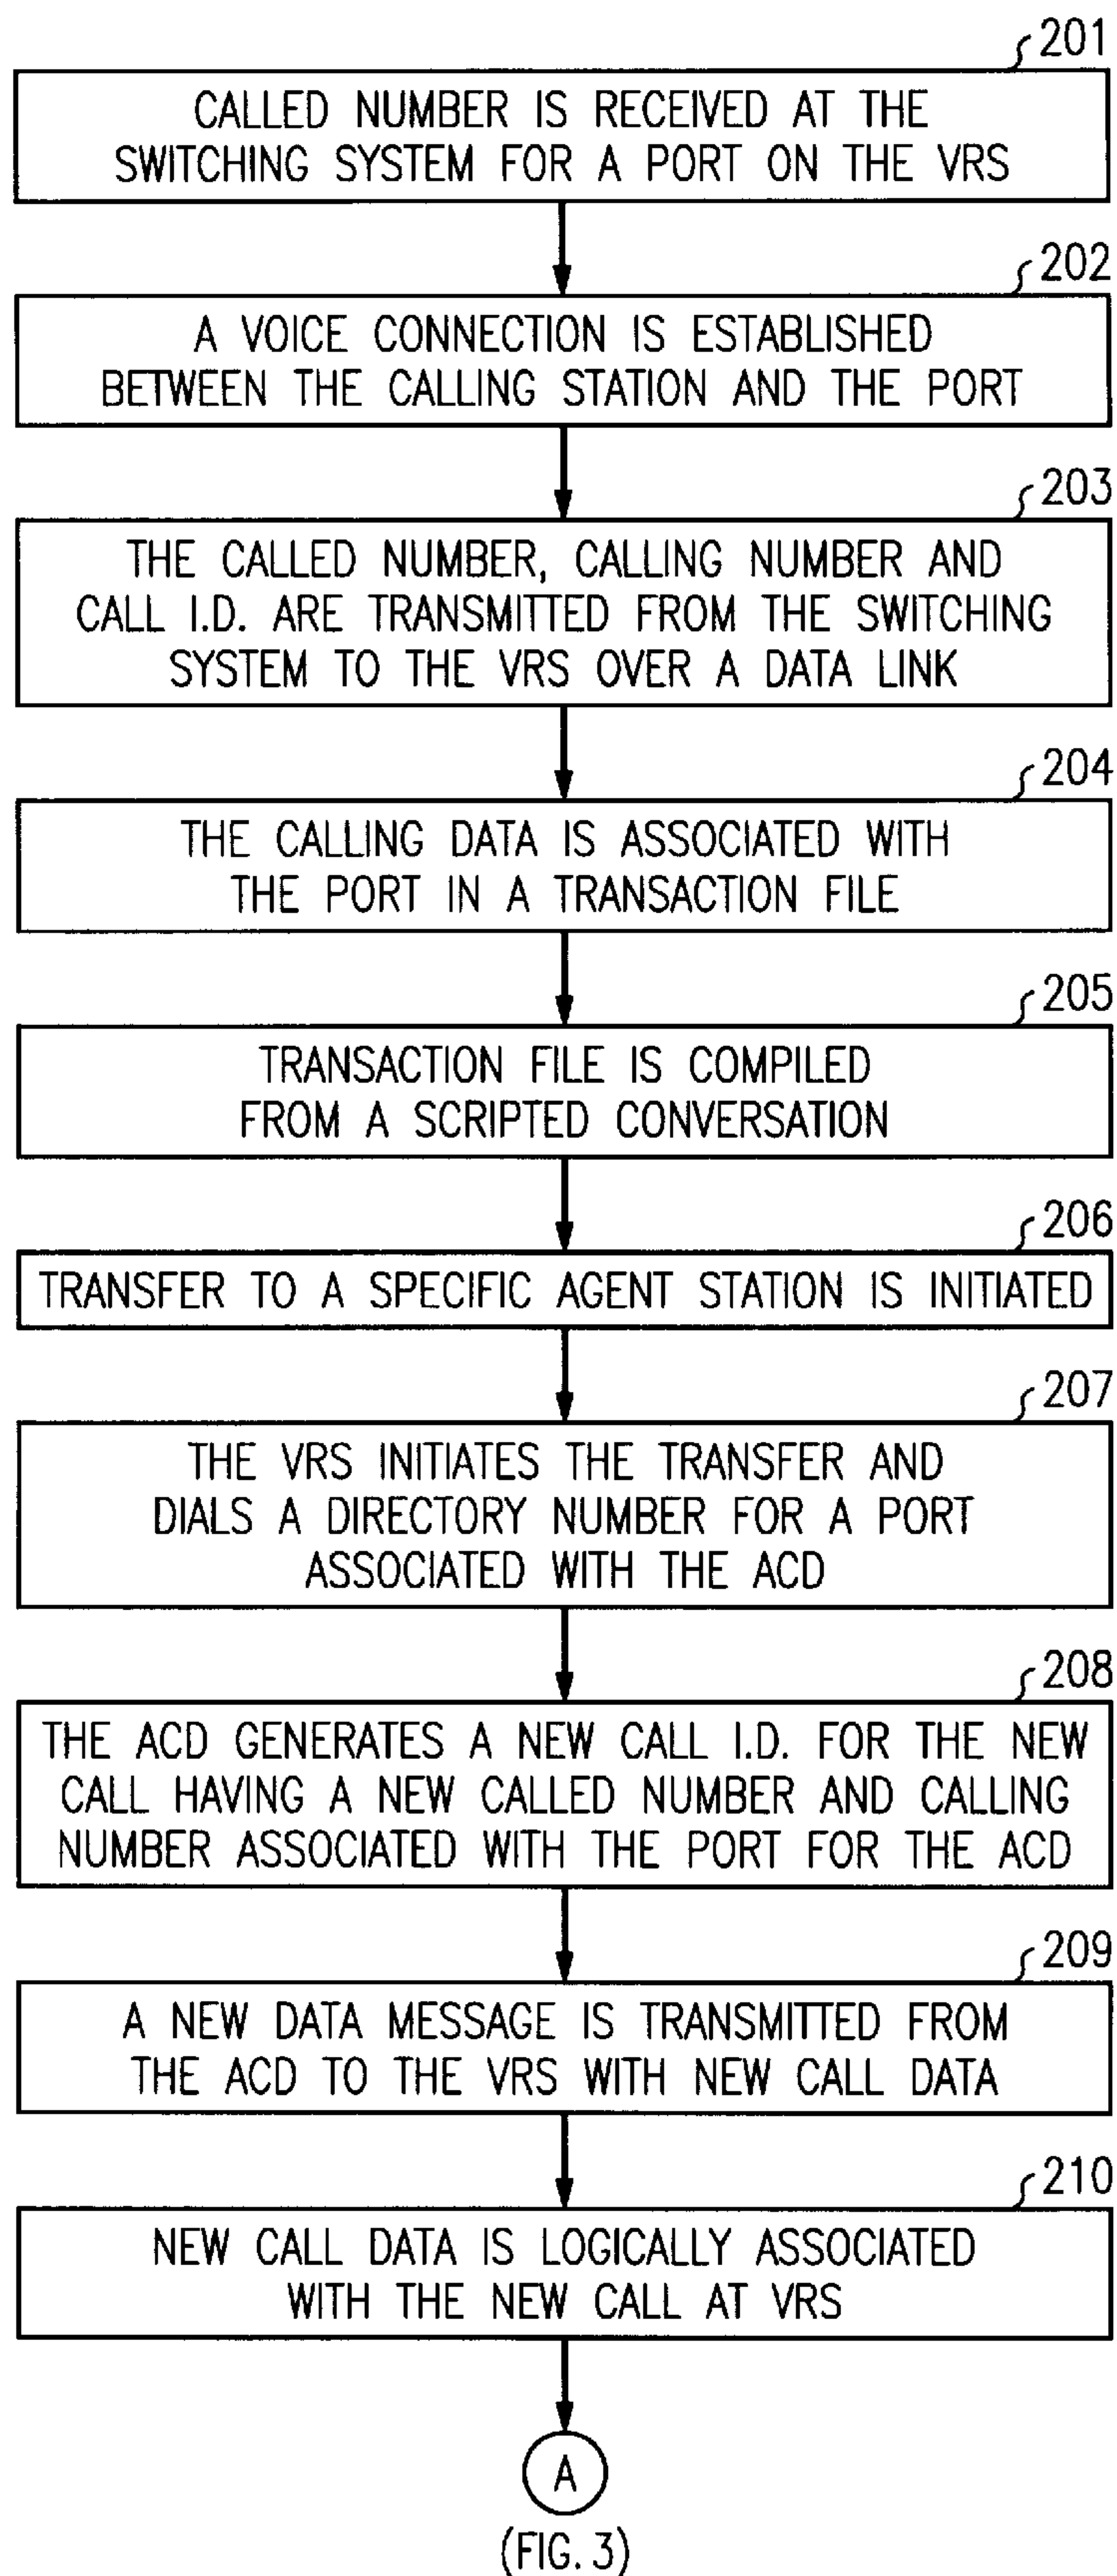 201
CALLED NUMBER IS RECEIVED AT THE
SWITCHING SYSTEM FOR A PORT ON THE VRS
202
A VOICE CONNECTION IS ESTABLISHED
BETWEEN THE CALLING STATION AND THE PORT
203
THE CALLED NUMBER, CALLING NUMBER AND
CALL I.D. ARE TRANSMITTED FROM THE SWITCHING
SYSTEM TO THE VRS OVER A DATA LINK
204
THE CALLING DATA IS ASSOCIATED WITH
THE PORT IN A TRANSACTION FILE
205
TRANSACTION FILE IS COMPILED
FROM A SCRIPTED CONVERSATION
206
TRANSFER TO A SPECIFIC AGENT STATION IS INITIATED
207
THE VRS INITIATES THE TRANSFER AND
DIALS A DIRECTORY NUMBER FOR A PORT
ASSOCIATED WITH THE ACD
208
THE ACD GENERATES A NEW CALL I.D. FOR THE NEW
CALL HAVING A NEW CALLED NUMBER AND CALLING
NUMBER ASSOCIATED WITH THE PORT FOR THE ACD
209
A NEW DATA MESSAGE IS TRANSMITTED FROM
THE ACD TO THE VRS WITH NEW CALL DATA
210
NEW CALL DATA IS LOGICALLY ASSOCIATED
WITH THE NEW CALL AT VRS
A
(FIG. 3)